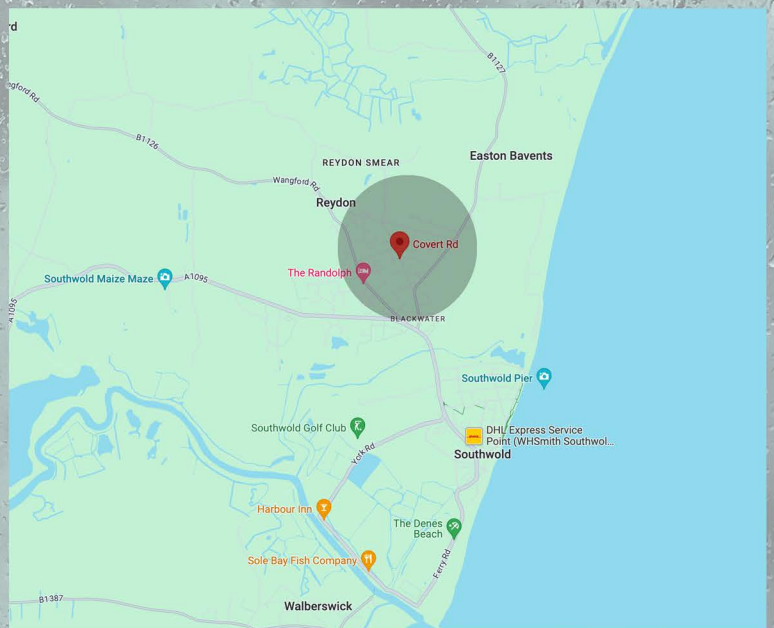 rd
ngford Rd
B1127
B1126
REYDON SMEAR
Easton Bavents
Wangford Rd
Reydon
Covert Rd
The Randolph
Southwold Maize Maze
A1095
A1095
BLACKWATER
Southwold Pier
Southwold Golf Club
DHL Express Service
Point (WHSmith Southwol...
York Rd
Southwold
Harbour Inn
The Denes
Beach
Sole Bay Fish Company
Ferry Rd
B1387
Walberswick